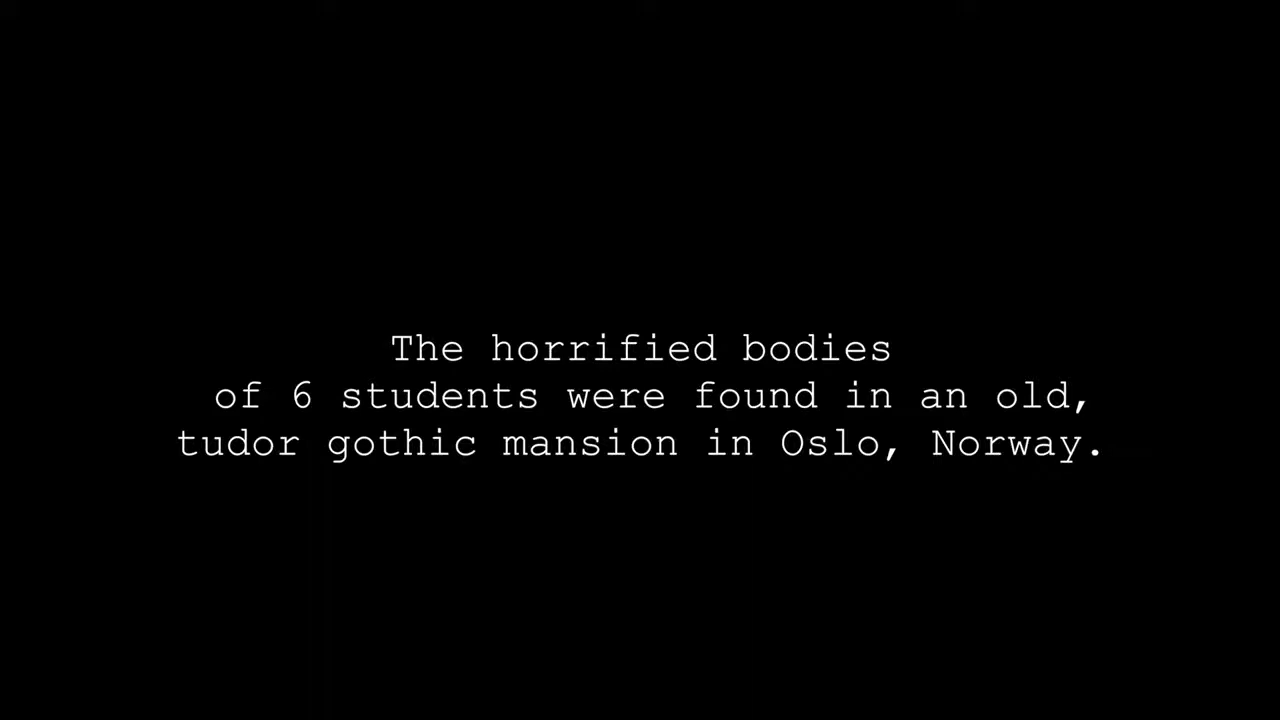 The horrified bodies
of 6 students were found in an old,
tudor gothic mansion in Oslo, Norway.